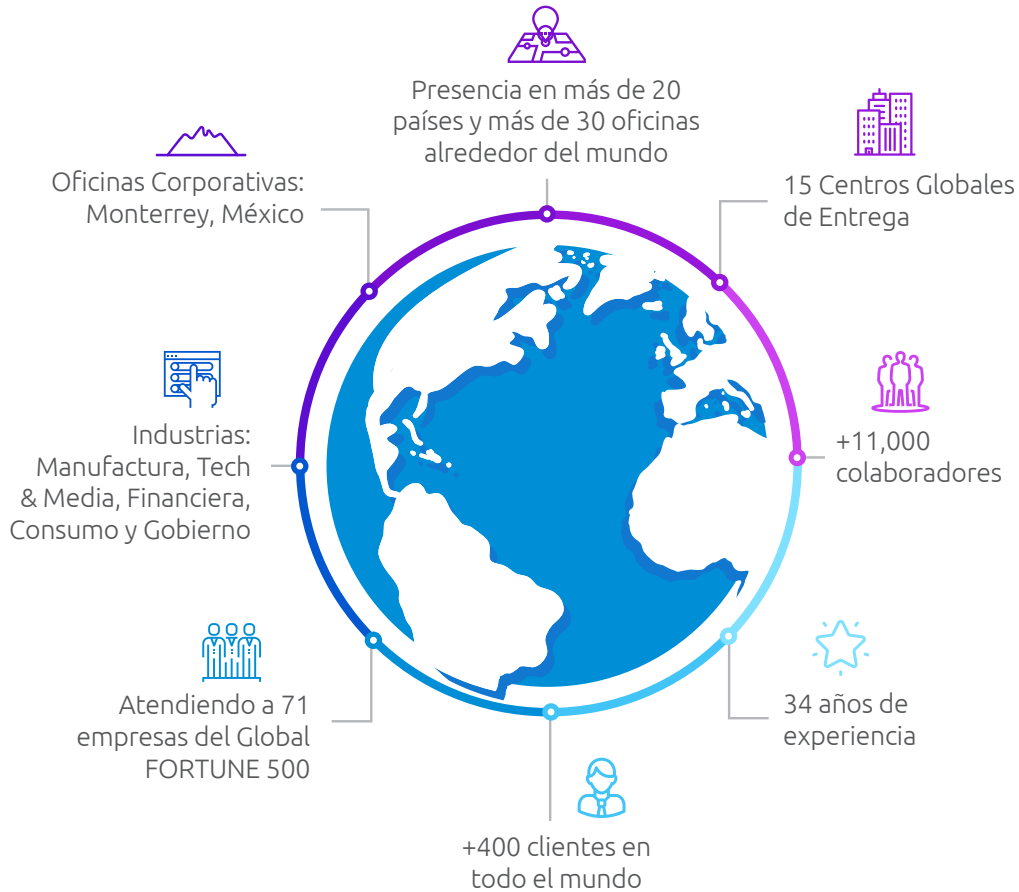 Presencia en más de 20
países y más de 30 oficinas
alrededor del mundo
Oficinas Corporativas:
Monterrey, México
15 Centros Globales
de Entrega
Industrias:
Manufactura, Tech
& Media, Financiera,
Consumo y Gobierno
+11,000
colaboradores
Atendiendo a 71
empresas del Global
FORTUNE 500
34 años de
experiencia
+400 clientes en
todo el mundo